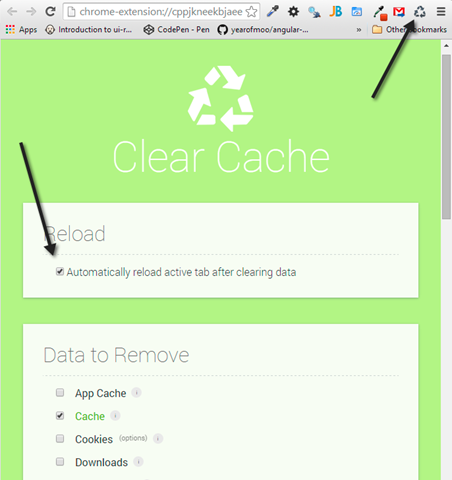 chrome-extension://cppjkneekbjaee
Apps Introduction to ui-r... CodePen - Pen yearofmoo/angular-... » Other bookmarks
Clear Cache
Reload
Automatically reload active tab after clearing data
Data to Remove
App Cache i
Cache i
Cookies (options) i
Downloads i